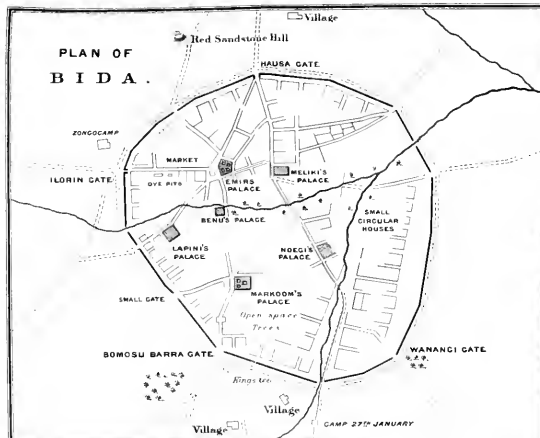 Village
Red Sandstone Hill
PLAN OF
BIDA.
HAUSA GATE
ZONGOCAMP
MARKET
ILORIN GATE
DYE PITS
EMIRS
PALACE
MELIKI'S
PALACE
BENU'S PALACE
SMALL
CIRCULAR
HOUSES
LAPINI'S
PALACE
NOEGI'S
PALACE
SMALL GATE
MARKOOM'S
PALACE
Open space
Trees
BOMOSU BARRA GATE
WANANGI GATE
Kings tree
Village
Village
CAMP 27TH JANUARY